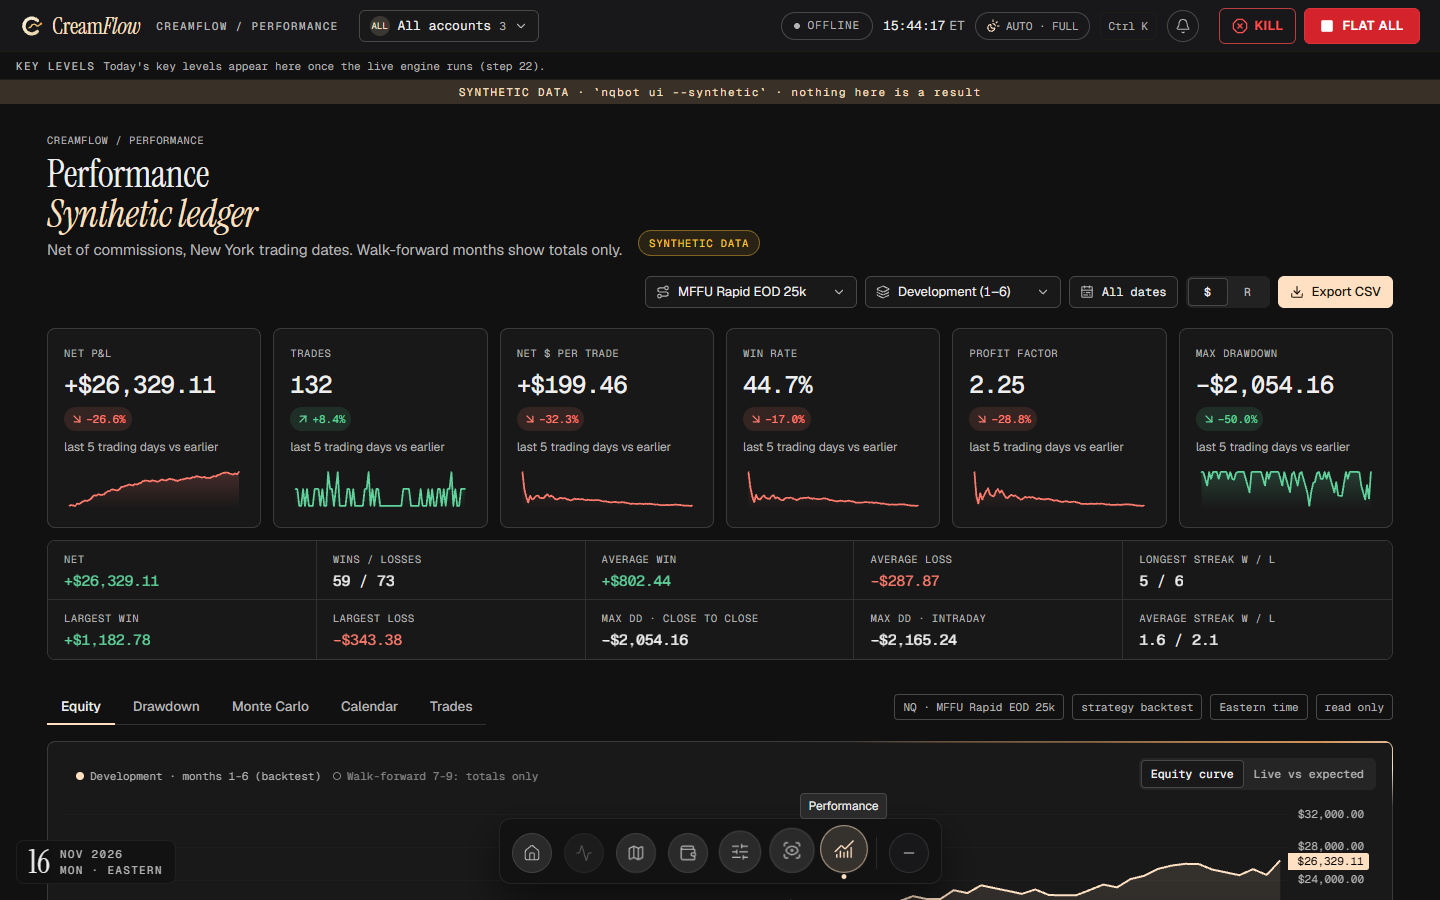 CreamFlow CREAMFLOW / PERFORMANCE ALL All accounts 3 OFFLINE 15:44:17 ET AUTO · FULL Ctrl K KILL FLAT ALL
KEY LEVELS Today's key levels appear here once the live engine runs (step 22).
SYNTHETIC DATA · `nqbot ui --synthetic` · nothing here is a result
CREAMFLOW / PERFORMANCE
Performance
Synthetic ledger
Net of commissions, New York trading dates. Walk-forward months show totals only. SYNTHETIC DATA
MFFU Rapid EOD 25k Development (1–6) All dates $ R Export CSV
NET P&L TRADES NET $ PER TRADE WIN RATE PROFIT FACTOR MAX DRAWDOWN
+$26,329.11 132 +$199.46 44.7% 2.25 −$2,054.16
−26.6% +8.4% −32.3% −17.0% −28.8% −50.0%
last 5 trading days vs earlier last 5 trading days vs earlier last 5 trading days vs earlier last 5 trading days vs earlier last 5 trading days vs earlier last 5 trading days vs earlier
NET WINS / LOSSES AVERAGE WIN AVERAGE LOSS LONGEST STREAK W / L
+$26,329.11 59 / 73 +$802.44 −$287.87 5 / 6
LARGEST WIN LARGEST LOSS MAX DD · CLOSE TO CLOSE MAX DD · INTRADAY AVERAGE STREAK W / L
+$1,182.78 −$343.38 −$2,054.16 −$2,165.24 1.6 / 2.1
Equity Drawdown Monte Carlo Calendar Trades NQ · MFFU Rapid EOD 25k strategy backtest Eastern time read only
Development · months 1–6 (backtest) Walk-forward 7–9: totals only Equity curve Live vs expected
Performance
$32,000.00
$28,000.00
$26,329.11
$24,000.00
16 NOV 2026
MON · EASTERN